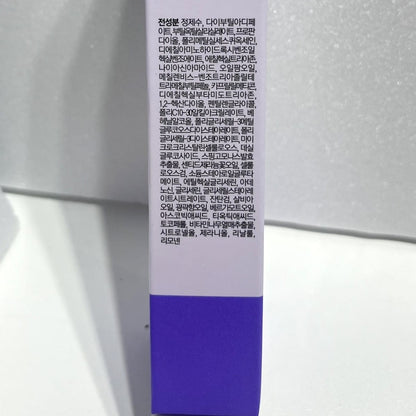 전성분 정제수, 다이부틸아디페
이트, 부틸옥틸살리실레이트, 프로판
다이올, 폴리메틸실세스퀴옥세인,
디에칠아미노하이드록시벤조일
헥실벤조에이트, 에칠헥실트리아존,
나이아신아마이드, 오일팜오일,
메칠렌비스-벤조트리아졸릴테
트라메칠부틸페놀, 카프릴릴메티콘,
디에칠헥실부타미도트리아존,
1,2-헥산다이올, 펜틸렌글라이콜,
폴리C10-30알킬아크릴레이트, 베
헤닐알코올, 폴리글리세릴-3메틸
글루코오스다이스테아레이트, 폴리
글리세릴-3다이스테아레이트, 마이
크로크리스탈린셀룰로오스, 데실
글루코사이드, 스핑고모나스발효
추출물, 센티드제라늄꽃오일, 셀룰
로오스검, 소듐스테아로일글루타
메이트, 에틸헥실글리세린, 아데
노신, 글리세린, 글리세릴스테아레
이트시트레이트, 잔탄검, 살비아
오일, 광곽향오일, 베르가모트오일,
아스코빅애씨드, 티옥틱애씨드,
토코페롤, 비타민나무열매추출물,
시트로넬올, 제라니올, 리날룰,
리모넨